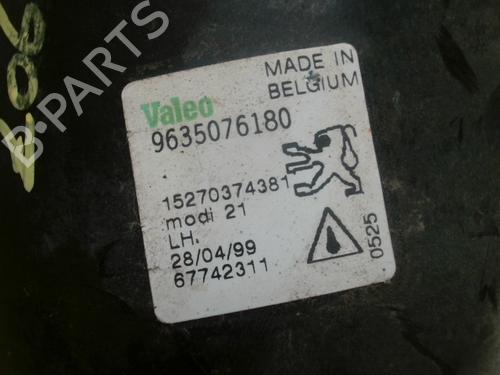 B-PARTS
Valeo
MADE IN
BELGIUM
9635076180
15270374381
modi 21
LH.
28/04/99
67742311
0525